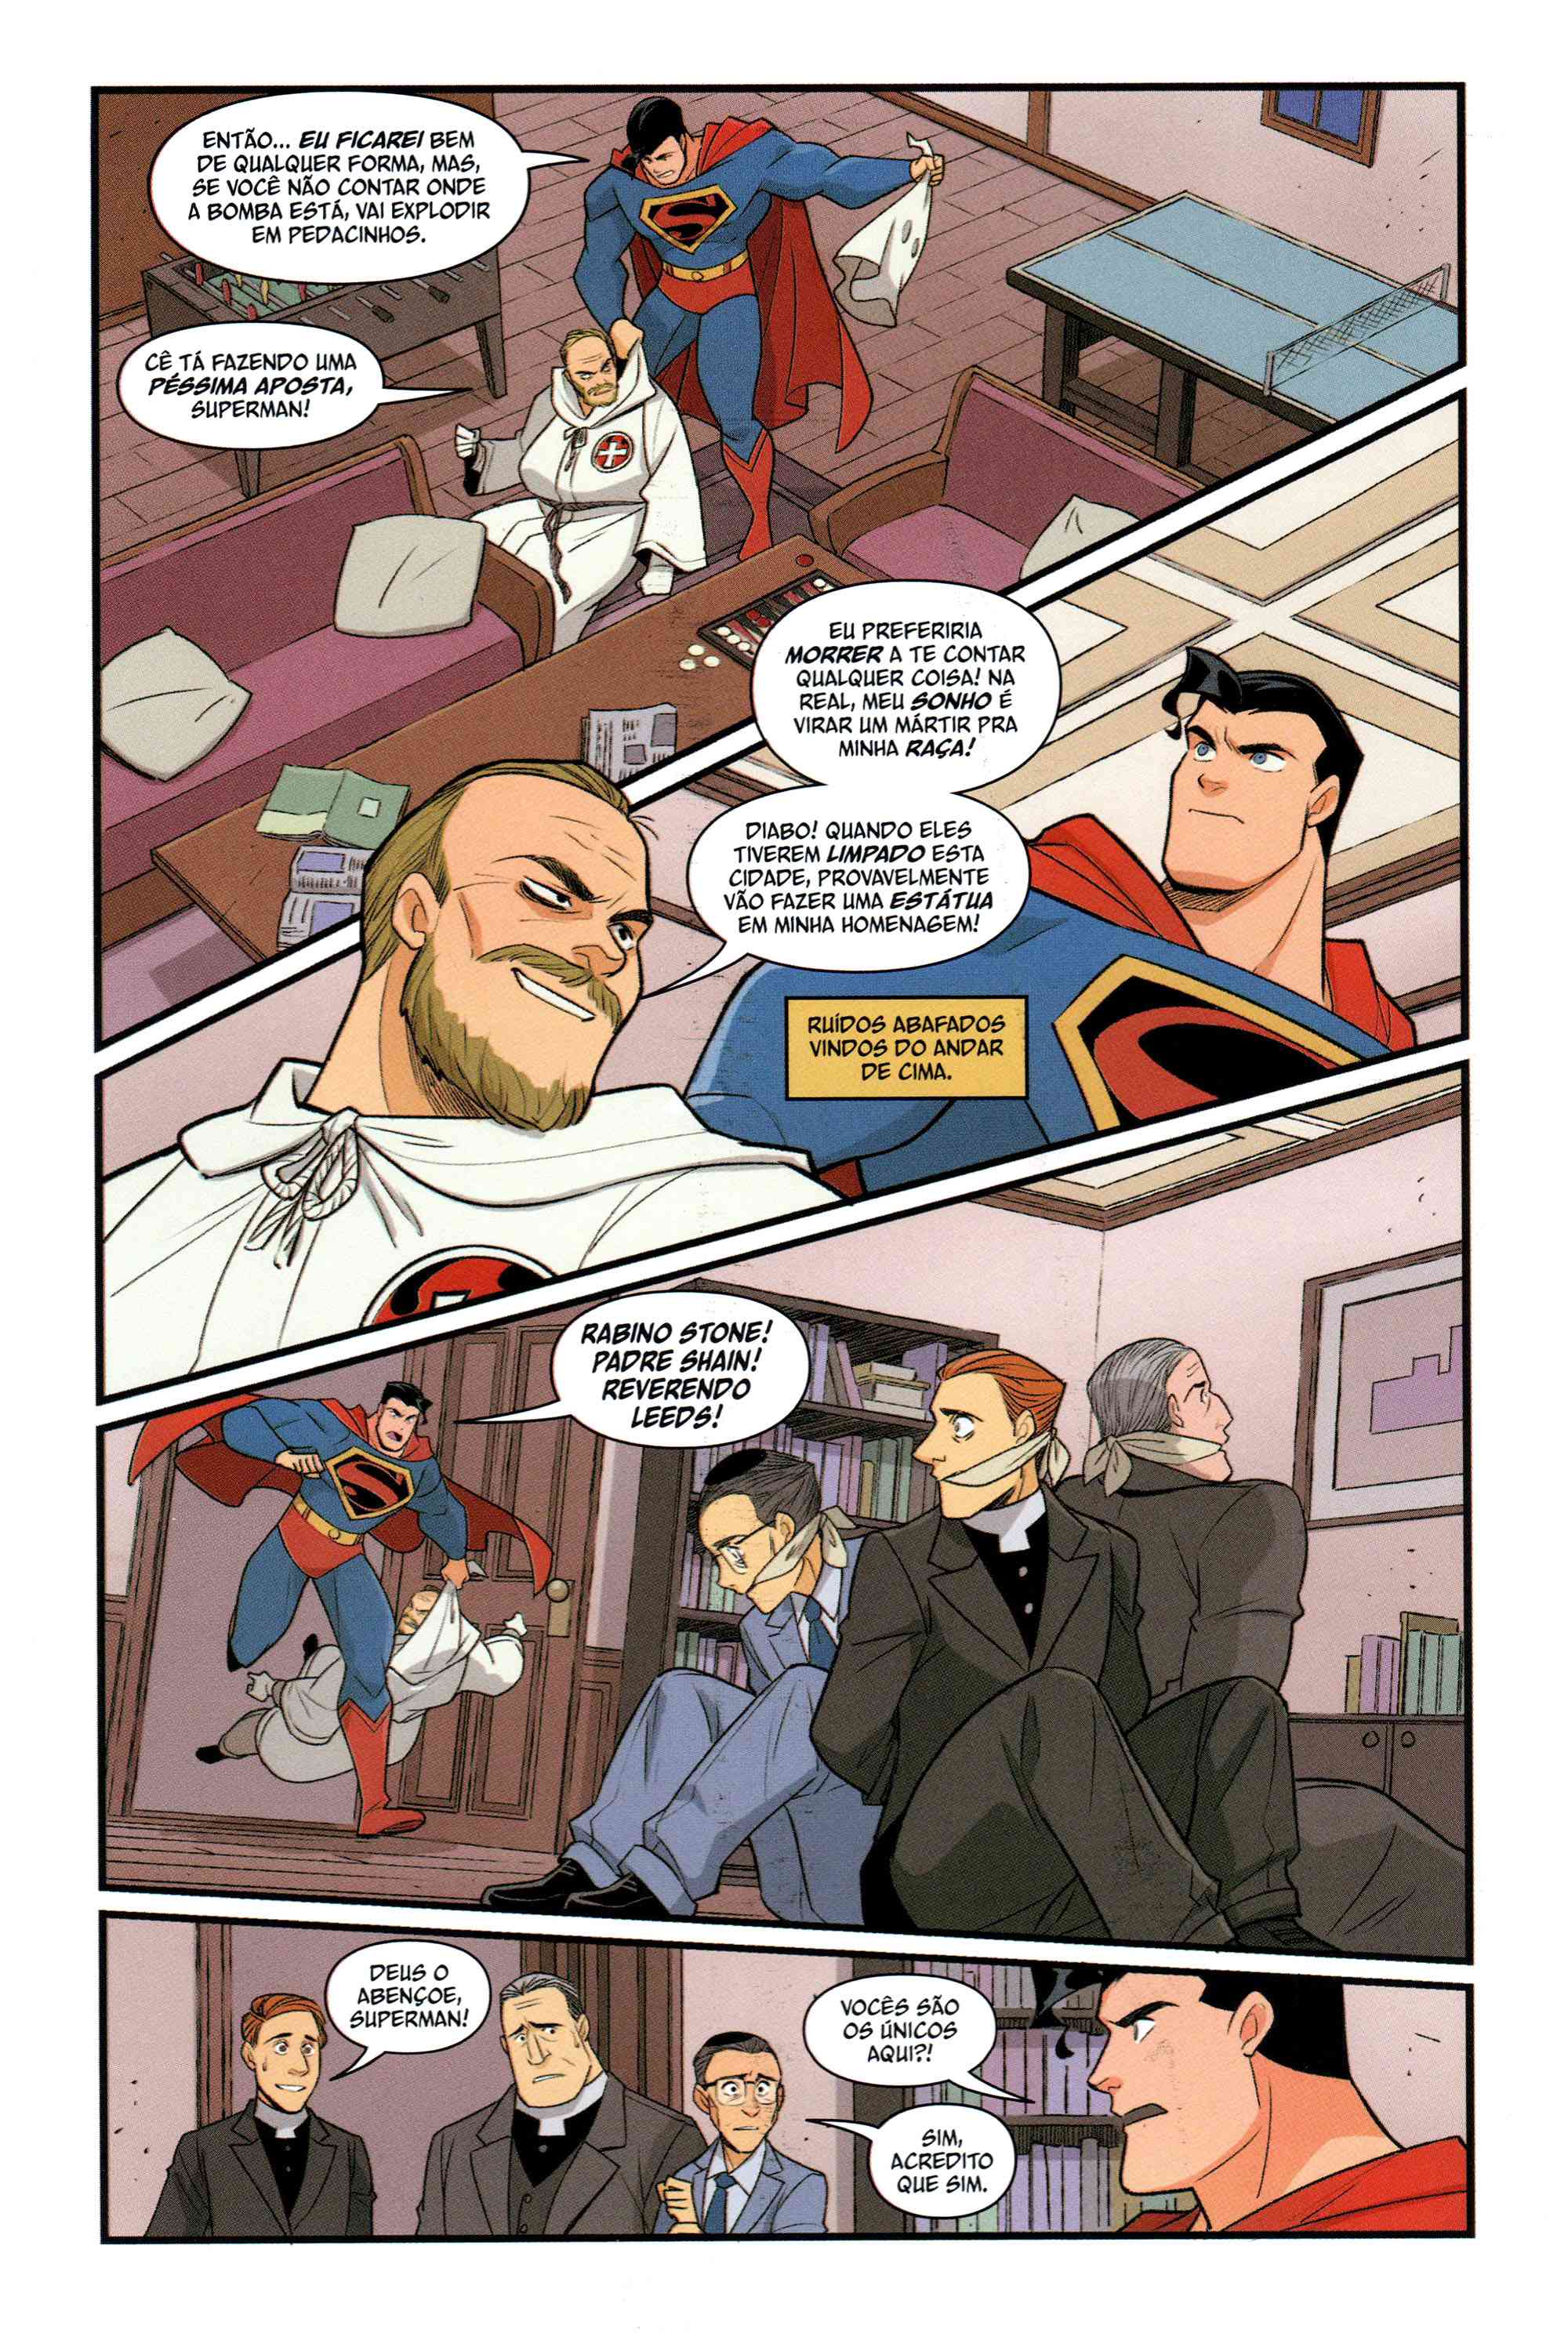 ENTÃO... EU FICAREI BEM
DE QUALQUER FORMA, MAS,
SE VOCÊ NÃO CONTAR ONDE
A BOMBA ESTÁ, VAI EXPLODIR
EM PEDACINHOS.
CÊ TÁ FAZENDO UMA
PÉSSIMA APOSTA,
SUPERMAN!
EU PREFERIRIA
MORRER A TE CONTAR
QUALQUER COISA! NA
REAL, MEU SONHO É
VIRAR UM MÁRTIR PRA
MINHA RAÇA!
DIABO! QUANDO ELES
TIVEREM LIMPADO ESTA
CIDADE, PROVAVELMENTE
VÃO FAZER UMA ESTÁTUA
EM MINHA HOMENAGEM!
RUÍDOS ABAFADOS
VINDOS DO ANDAR
DE CIMA.
RABINO STONE!
PADRE SHAIN!
REVERENDO
LEEDS!
DEUS O
ABENÇOE,
SUPERMAN!
VOCÊS SÃO
OS ÚNICOS
AQUI?!
SIM,
ACREDITO
QUE SIM.